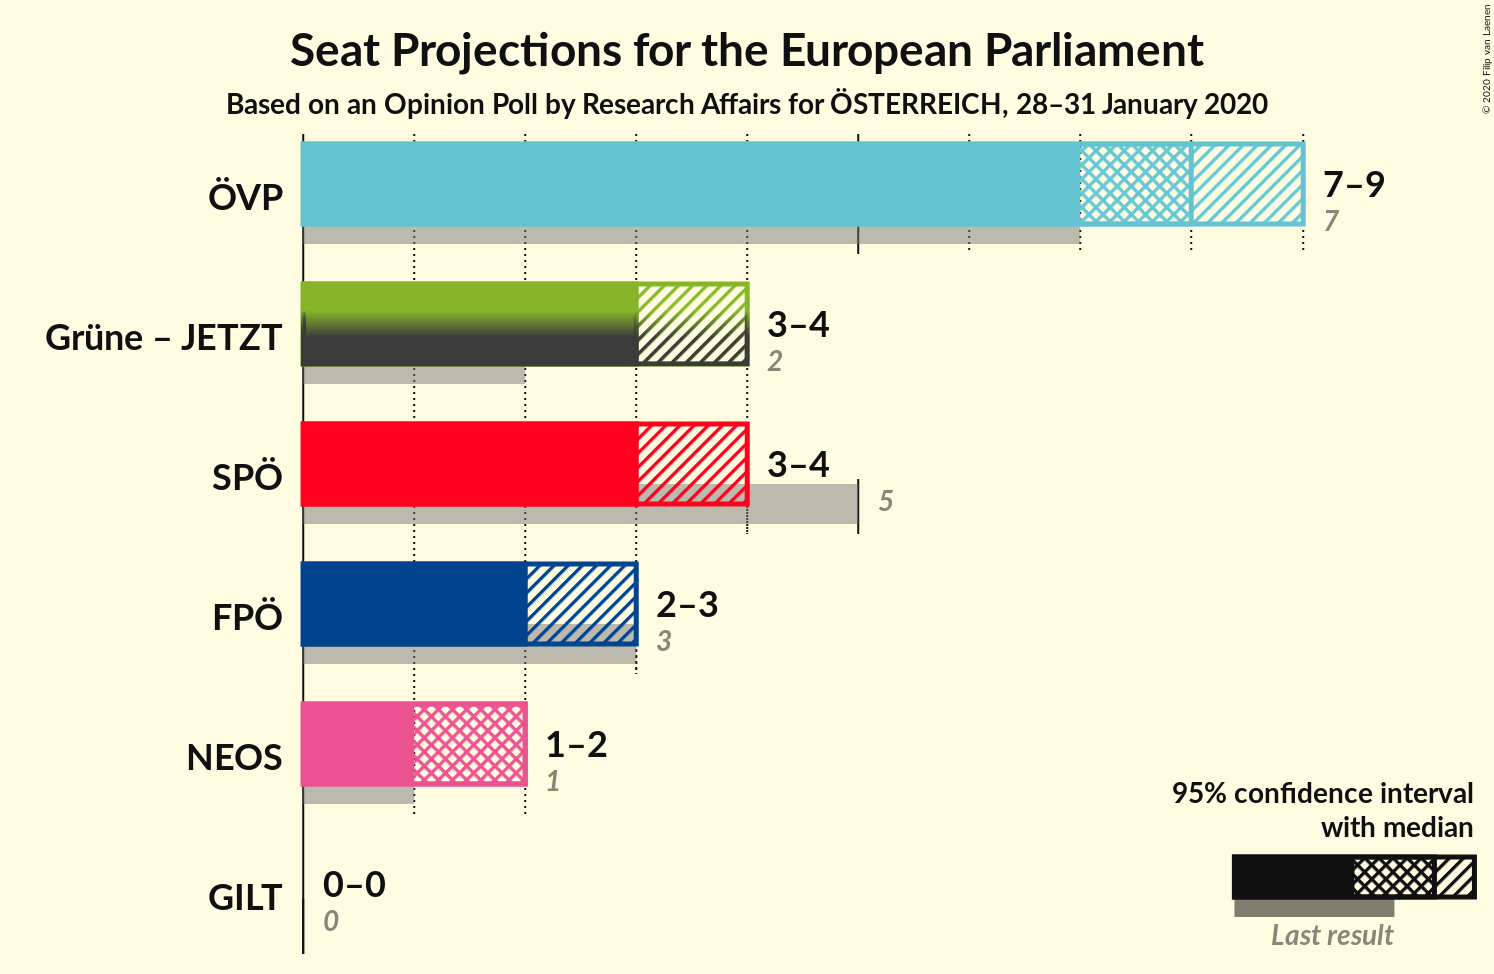 Seat Projections for the European Parliament
Based on an Opinion Poll by Research Affairs for ÖSTERREICH, 28–31 January 2020
© 2020 Filip van Laenen
ÖVP
7–9
7
Grüne – JETZT
3–4
2
SPÖ
3–4
5
FPÖ
2–3
3
NEOS
1–2
1
GILT
0–0
0
95% confidence interval
with median
Last result